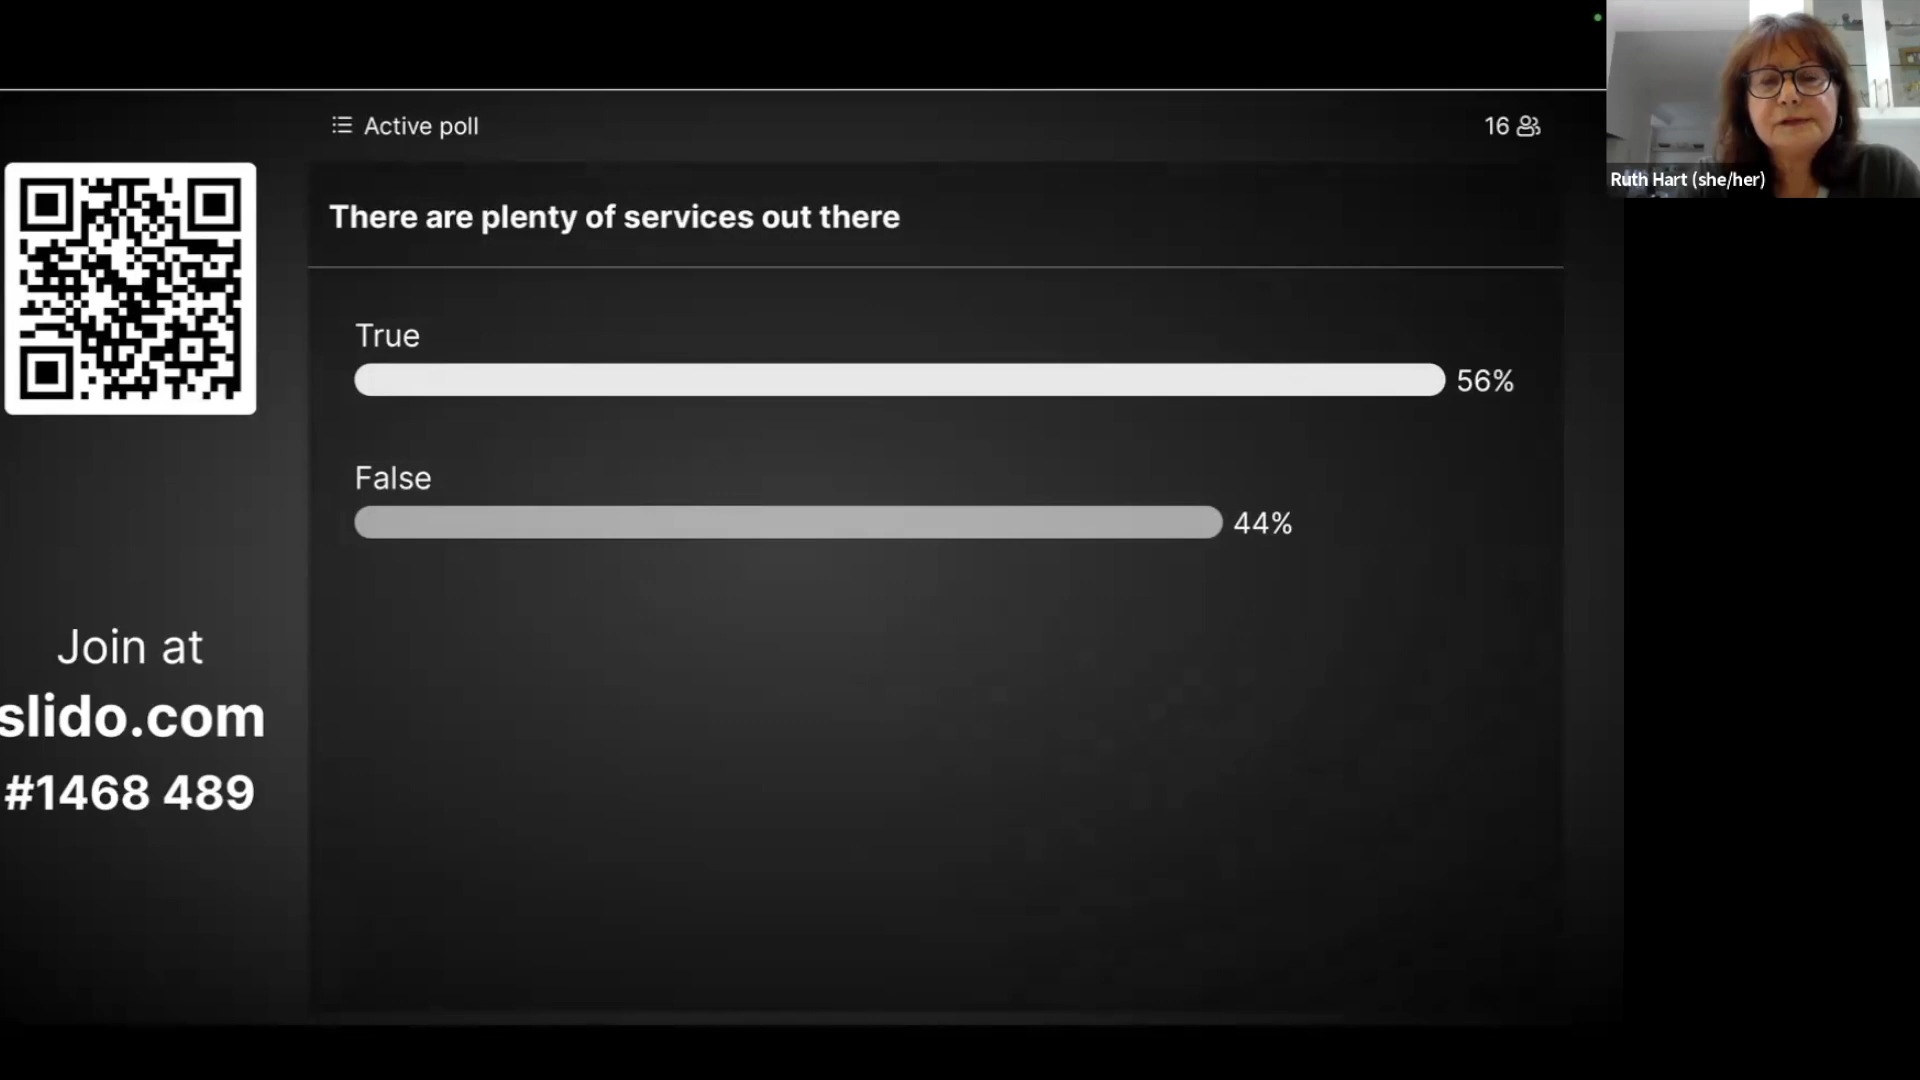 Active poll
16
Ruth Hart (she/her)
There are plenty of services out there
True
56%
False
44%
Join at
slido.com
#1468 489